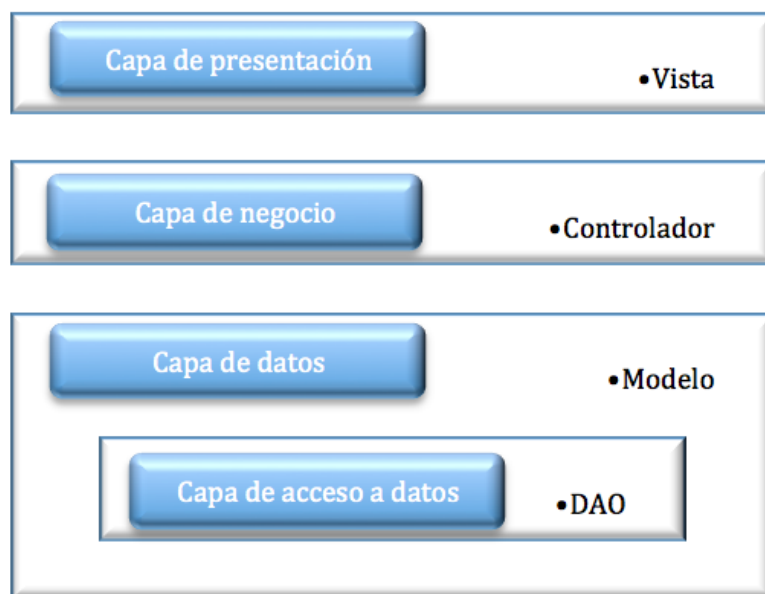 Capa de presentación
•Vista
Capa de negocio
•Controlador
Capa de datos
•Modelo
Capa de acceso a datos
•DAO